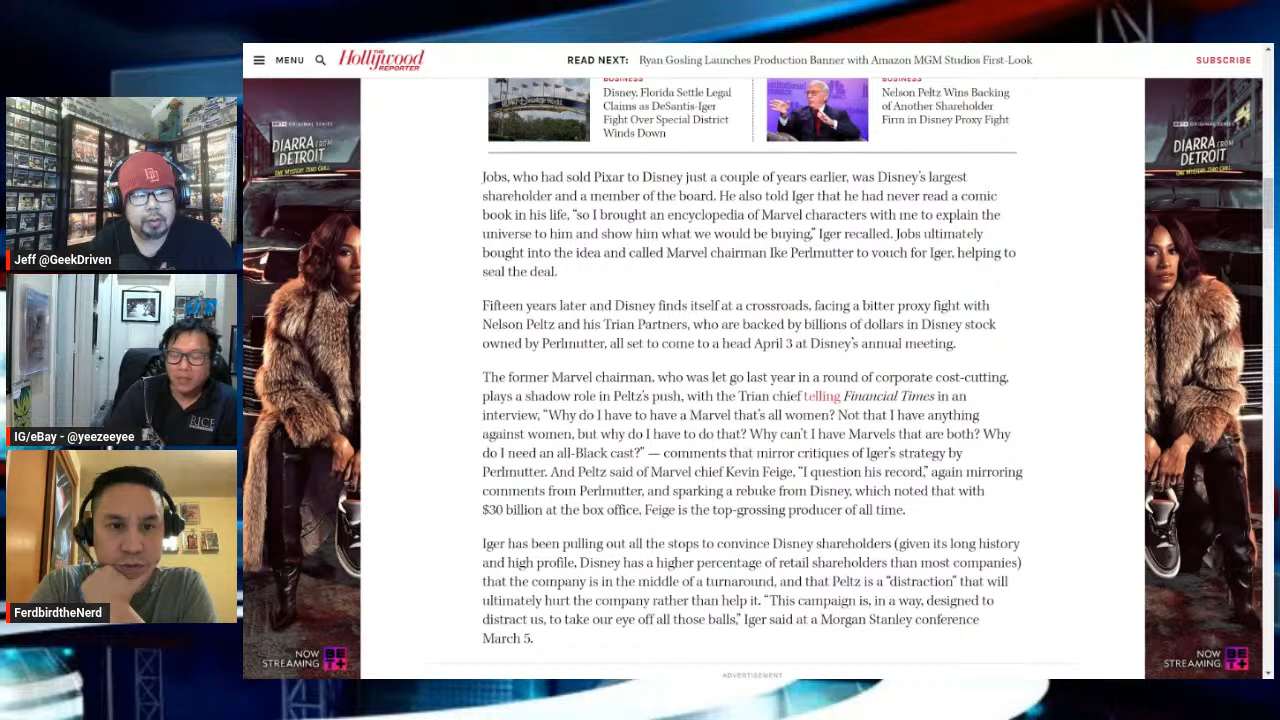 MENU
THE
Hollywood
REPORTER
READ NEXT: Ryan Gosling Launches Production Banner with Amazon MGM Studios First-Look
SUBSCRIBE
BUSINESS
Disney, Florida Settle Legal
Claims as DeSantis-Iger
Fight Over Special District
Winds Down
BUSINESS
Nelson Peltz Wins Backing
of Another Shareholder
Firm in Disney Proxy Fight
BET+ ORIGINAL SERIES
DIARRA FROM
DETROIT
ONE MYSTERY. ZERO CHILL.
BET+ ORIGINAL SERIES
DIARRA FROM
DETROIT
ONE MYSTERY. ZERO CHILL.
Jobs, who had sold Pixar to Disney just a couple of years earlier, was Disney's largest
shareholder and a member of the board. He also told Iger that he had never read a comic
book in his life, “so I brought an encyclopedia of Marvel characters with me to explain the
universe to him and show him what we would be buying,” Iger recalled. Jobs ultimately
bought into the idea and called Marvel chairman Ike Perlmutter to vouch for Iger, helping to
seal the deal.
Fifteen years later and Disney finds itself at a crossroads, facing a bitter proxy fight with
Nelson Peltz and his Trian Partners, who are backed by billions of dollars in Disney stock
owned by Perlmutter, all set to come to a head April 3 at Disney's annual meeting.
The former Marvel chairman, who was let go last year in a round of corporate cost-cutting,
plays a shadow role in Peltz's push, with the Trian chief telling Financial Times in an
interview, “Why do I have to have a Marvel that's all women? Not that I have anything
against women, but why do I have to do that? Why can't I have Marvels that are both? Why
do I need an all-Black cast?” — comments that mirror critiques of Iger's strategy by
Perlmutter. And Peltz said of Marvel chief Kevin Feige, “I question his record,” again mirroring
comments from Perlmutter, and sparking a rebuke from Disney, which noted that with
$30 billion at the box office, Feige is the top-grossing producer of all time.
Iger has been pulling out all the stops to convince Disney shareholders (given its long history
and high profile, Disney has a higher percentage of retail shareholders than most companies)
that the company is in the middle of a turnaround, and that Peltz is a “distraction” that will
ultimately hurt the company rather than help it. “This campaign is, in a way, designed to
distract us, to take our eye off all those balls,” Iger said at a Morgan Stanley conference
March 5.
ADVERTISEMENT
NOW
STREAMING
BET+
NOW
STREAMING
BET+
Jeff @GeekDriven
RICE
IG/eBay - @yeezeeyee
FerdbirdtheNerd